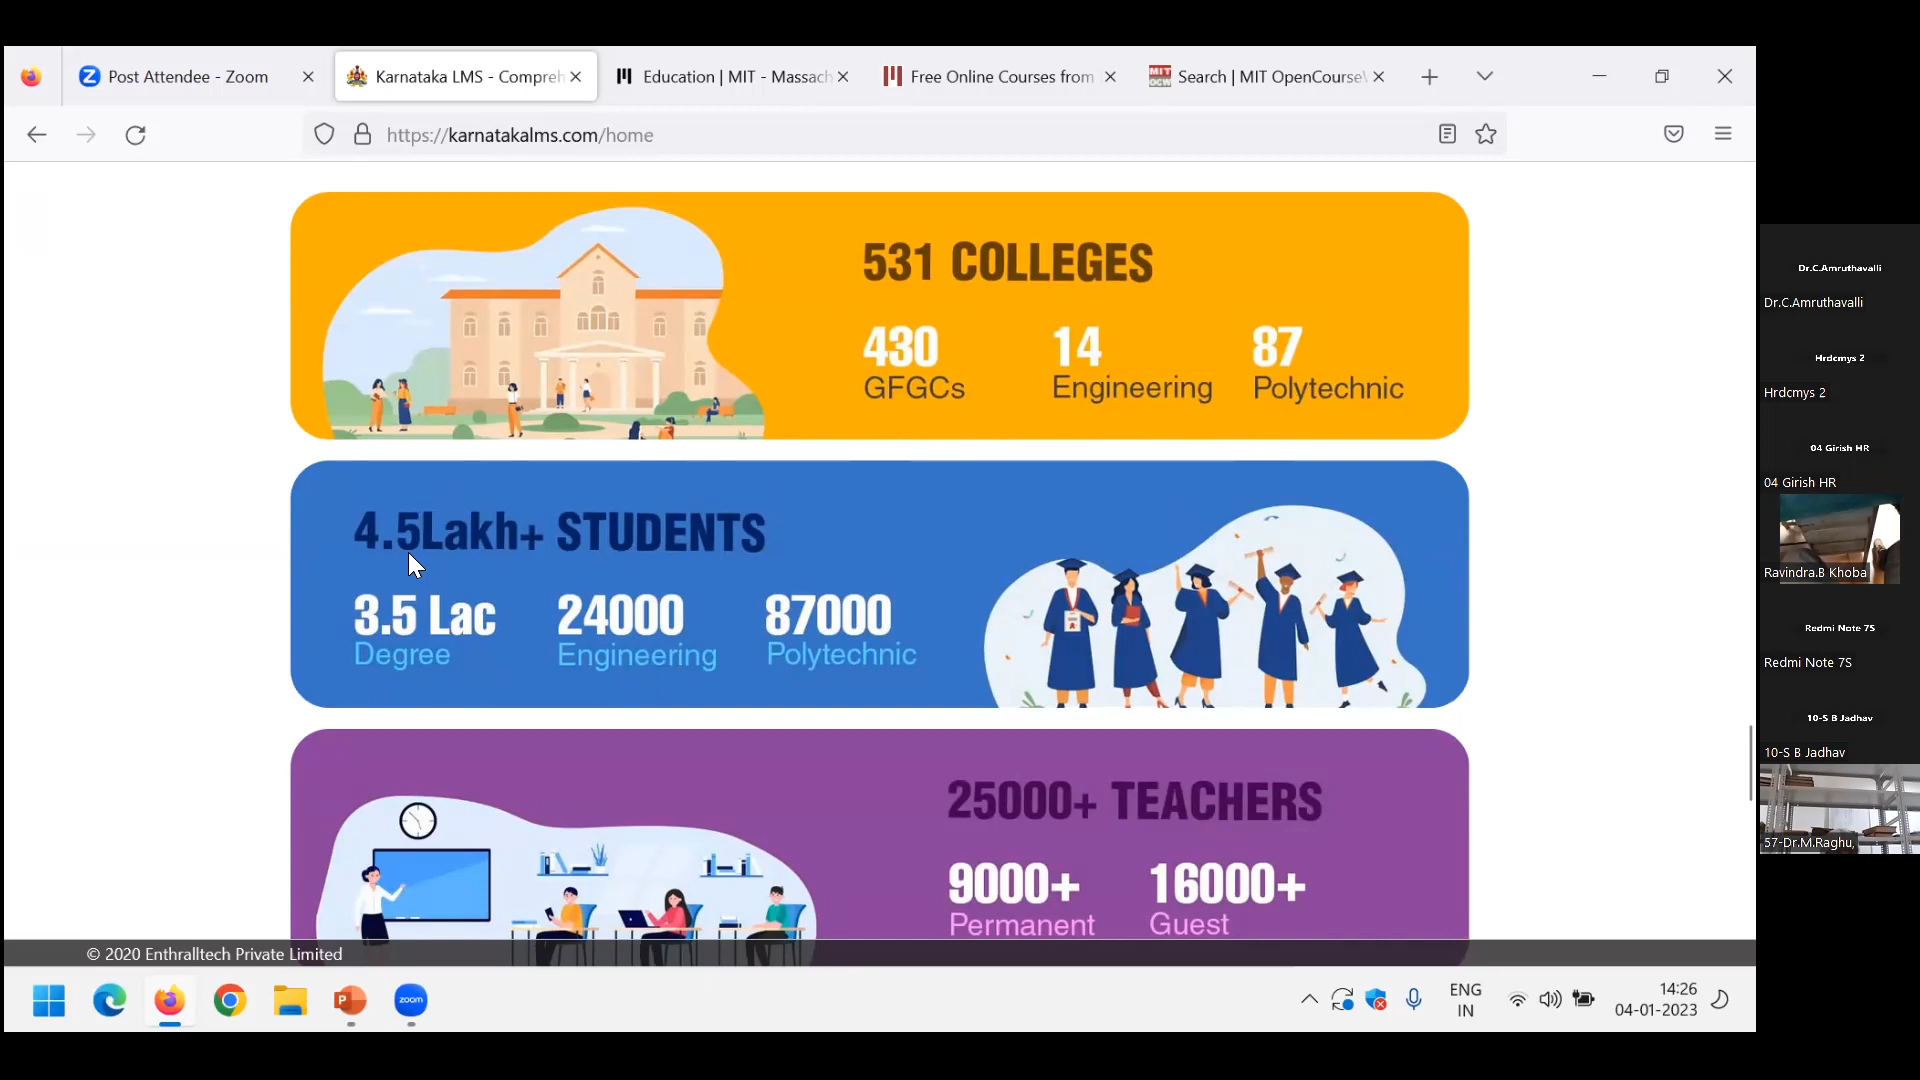 Post Attendee - Zoom
Karnataka LMS - Compreh
Education | MIT - Massach
Free Online Courses from
MIT OCW
Search | MIT OpenCourseW
https://karnatakalms.com/home
531 COLLEGES
430 14 87
GFGCs Engineering Polytechnic
4.5Lakh+ STUDENTS
3.5 Lac 24000 87000
Degree Engineering Polytechnic
25000+ TEACHERS
9000+ 16000+
Permanent Guest
© 2020 Enthralltech Private Limited
zoom
ENG
IN
14:26
04-01-2023
Dr.C.Amruthavalli
Dr.C.Amruthavalli
Hrdcmys 2
Hrdcmys 2
04 Girish HR
04 Girish HR
Ravindra.B Khoba
Redmi Note 7S
Redmi Note 7S
10-S B Jadhav
10-S B Jadhav
57-Dr.M.Raghu,